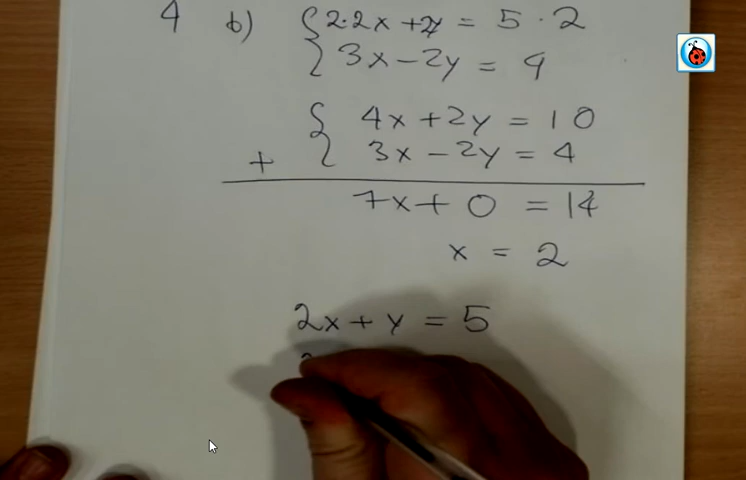 4 b) { 2·2x + 2y = 5 · 2
3x − 2y = 4
{ 4x + 2y = 10
+ 3x − 2y = 4
7x + 0 = 14
x = 2
2x + y = 5